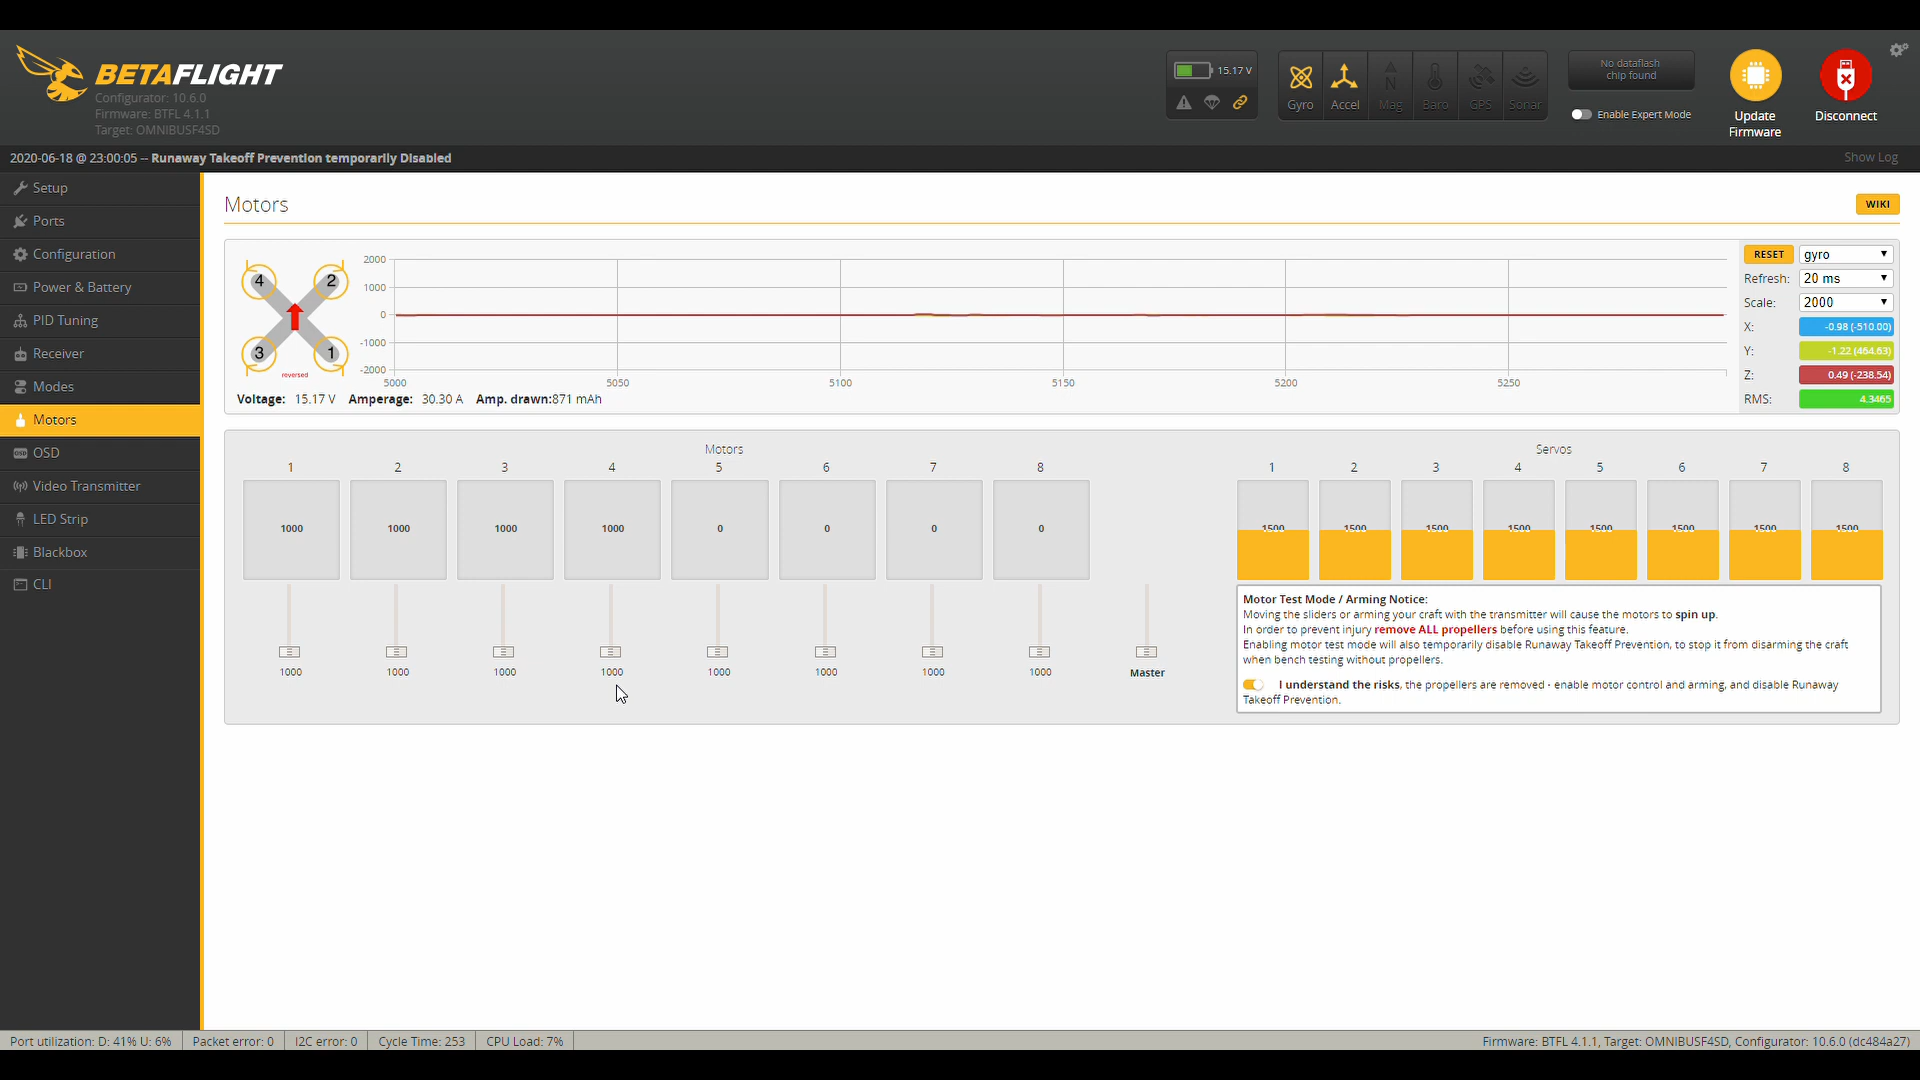 BETAFLIGHT
Configurator: 10.6.0
Firmware: BTFL 4.1.1
Target: OMNIBUSF4SD
15.17 V
Gyro
Accel
Mag
Baro
GPS
Sonar
No dataflash
chip found
Enable Expert Mode
Update
Firmware
Disconnect
2020-06-18 @ 23:00:05 -- Runaway Takeoff Prevention temporarily Disabled
Show Log
Setup
Ports
Configuration
Power & Battery
PID Tuning
Receiver
Modes
Motors
OSD
Video Transmitter
LED Strip
Blackbox
CLI
Motors
WIKI
4 2
3 1
reversed
2000
1000
0
-1000
-2000
5000 5050 5100 5150 5200 5250
RESET gyro
Refresh: 20 ms
Scale: 2000
X: -0.98 (-510.00)
Y: -1.22 (464.63)
Z: 0.49 (-238.54)
RMS: 4.3465
Voltage: 15.17 V Amperage: 30.30 A Amp. drawn:871 mAh
Motors
1 2 3 4 5 6 7 8
1000 1000 1000 1000 0 0 0 0
1000 1000 1000 1000 1000 1000 1000 1000 Master
Servos
1 2 3 4 5 6 7 8
1500 1500 1500 1500 1500 1500 1500 1500
Motor Test Mode / Arming Notice:
Moving the sliders or arming your craft with the transmitter will cause the motors to spin up.
In order to prevent injury remove ALL propellers before using this feature.
Enabling motor test mode will also temporarily disable Runaway Takeoff Prevention, to stop it from disarming the craft
when bench testing without propellers.
I understand the risks, the propellers are removed - enable motor control and arming, and disable Runaway
Takeoff Prevention.
Port utilization: D: 41% U: 6%
Packet error: 0
I2C error: 0
Cycle Time: 253
CPU Load: 7%
Firmware: BTFL 4.1.1, Target: OMNIBUSF4SD, Configurator: 10.6.0 (dc484a27)